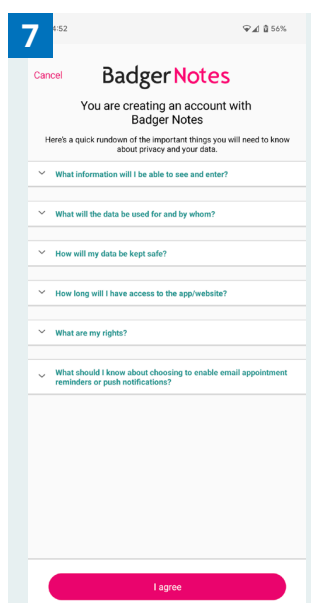 7
4:52
56%
Cancel
Badger Notes
You are creating an account with
Badger Notes
Here's a quick rundown of the important things you will need to know
about privacy and your data.
What information will I be able to see and enter?
What will the data be used for and by whom?
How will my data be kept safe?
How long will I have access to the app/website?
What are my rights?
What should I know about choosing to enable email appointment
reminders or push notifications?
I agree